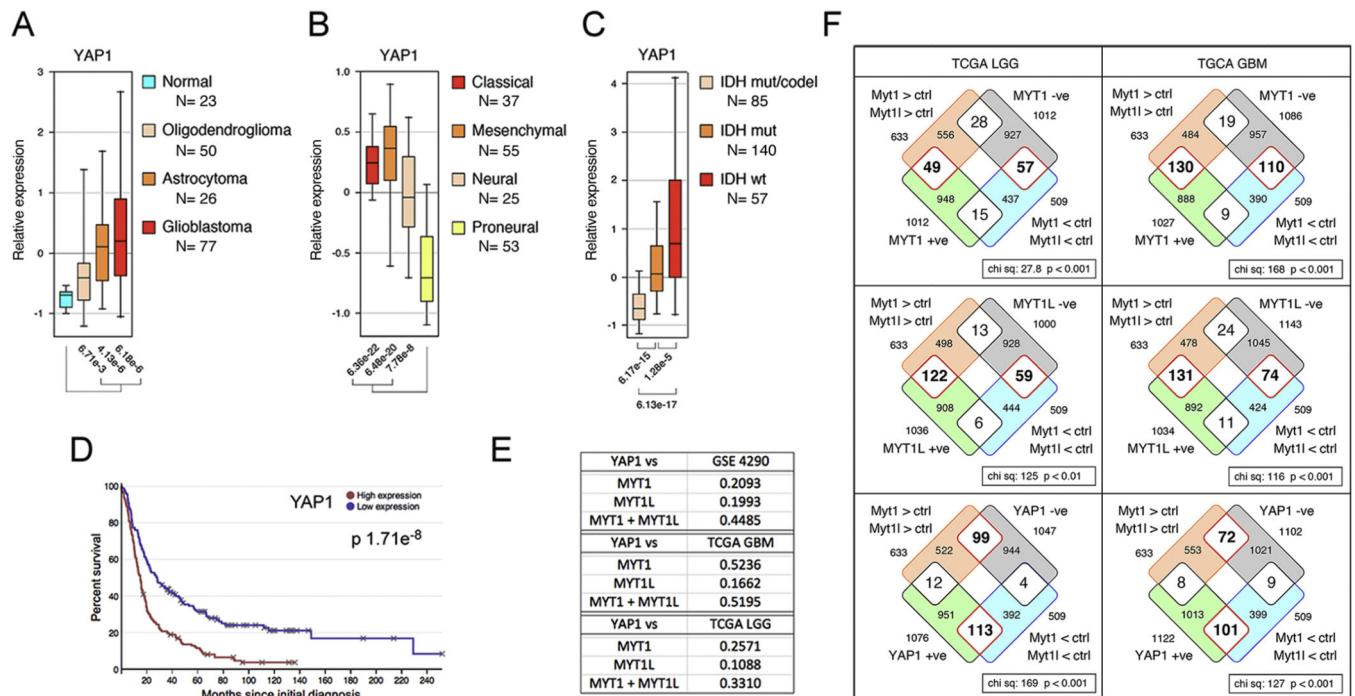 A
YAP1
Relative expression
3
2
1
0
-1
Normal
N= 23
Oligodendroglioma
N= 50
Astrocytoma
N= 26
Glioblastoma
N= 77
6.71e-3
4.13e-6
6.18e-6
B
YAP1
Relative expression
1.0
0.5
0
-0.5
-1.0
Classical
N= 37
Mesenchymal
N= 55
Neural
N= 25
Proneural
N= 53
6.36e-22
6.48e-20
7.78e-8
C
YAP1
Relative expression
4
3
2
1
0
-1
IDH mut/codel
N= 85
IDH mut
N= 140
IDH wt
N= 57
6.17e-15
1.28e-5
6.13e-17
D
YAP1
High expression
Low expression
p 1.71e-8
Percent survival
100
80
60
40
20
0
20 40 60 80 100 120 140 160 180 200 220 240
Months since initial diagnosis
E
YAP1 vs GSE 4290
MYT1 0.2093
MYT1L 0.1993
MYT1 + MYT1L 0.4485
YAP1 vs TCGA GBM
MYT1 0.5236
MYT1L 0.1662
MYT1 + MYT1L 0.5195
YAP1 vs TCGA LGG
MYT1 0.2571
MYT1L 0.1088
MYT1 + MYT1L 0.3310
F
TCGA LGG
TGCA GBM
Myt1 > ctrl
Myt1l > ctrl
633
MYT1 -ve
1012
556
28
927
49
57
948
15
437
1012
MYT1 +ve
509
Myt1 < ctrl
Myt1l < ctrl
chi sq: 27.8 p < 0.001
Myt1 > ctrl
Myt1l > ctrl
633
MYT1 -ve
1086
484
19
957
130
110
888
9
390
1027
MYT1 +ve
509
Myt1 < ctrl
Myt1l < ctrl
chi sq: 168 p < 0.001
Myt1 > ctrl
Myt1l > ctrl
633
MYT1L -ve
1000
498
13
928
122
59
908
6
444
1036
MYT1L +ve
509
Myt1 < ctrl
Myt1l < ctrl
chi sq: 125 p < 0.01
Myt1 > ctrl
Myt1l > ctrl
633
MYT1L -ve
1143
478
24
1045
131
74
892
11
424
1034
MYT1L +ve
509
Myt1 < ctrl
Myt1l < ctrl
chi sq: 116 p < 0.001
Myt1 > ctrl
Myt1l > ctrl
633
YAP1 -ve
1047
522
99
944
12
4
951
113
392
1076
YAP1 +ve
509
Myt1 < ctrl
Myt1l < ctrl
chi sq: 169 p < 0.001
Myt1 > ctrl
Myt1l > ctrl
633
YAP1 -ve
1102
553
72
1021
8
9
1013
101
399
1122
YAP1 +ve
509
Myt1 < ctrl
Myt1l < ctrl
chi sq: 127 p < 0.001